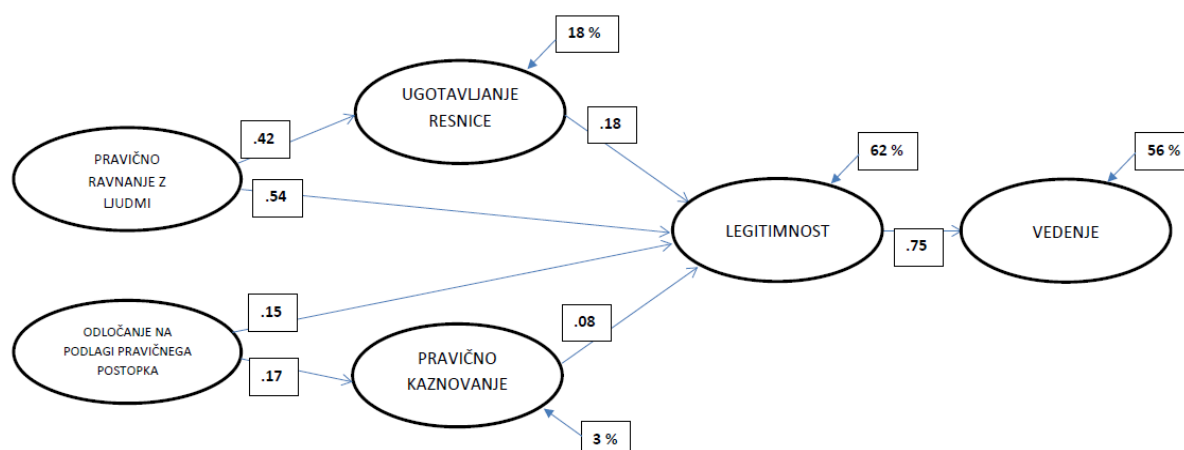 18 %
UGOTAVLJANJE
RESNICE
.42
.18
PRAVIČNO
RAVNANJE Z
LJUDMI
.54
62 %
56 %
LEGITIMNOST
.75
VEDENJE
.15
ODLOČANJE NA
PODLAGI PRAVIČNEGA
POSTOPKA
.17
.08
PRAVIČNO
KAZNOVANJE
3 %